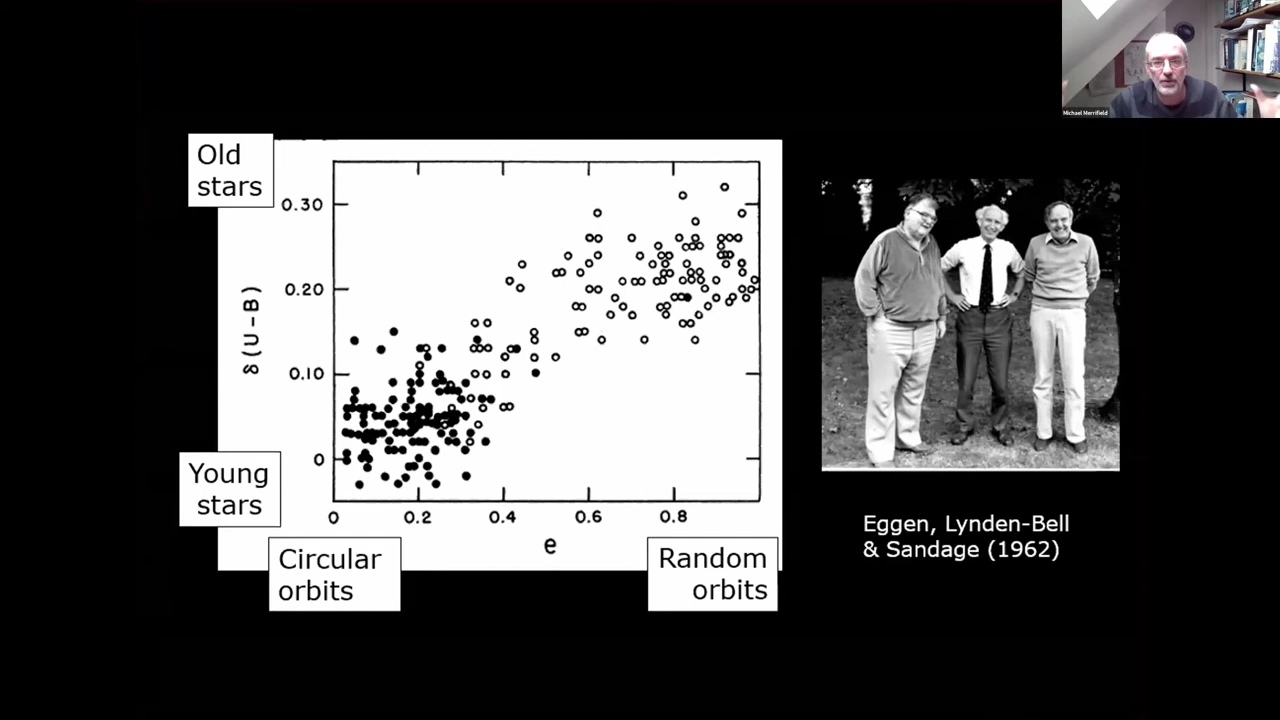 Michael Merrifield
Old
stars
0.30
0.20
0.10
0
δ(U-B)
Young
stars
0
0.2
0.4
0.6
0.8
e
Circular
orbits
Random
orbits
Eggen, Lynden-Bell
& Sandage (1962)